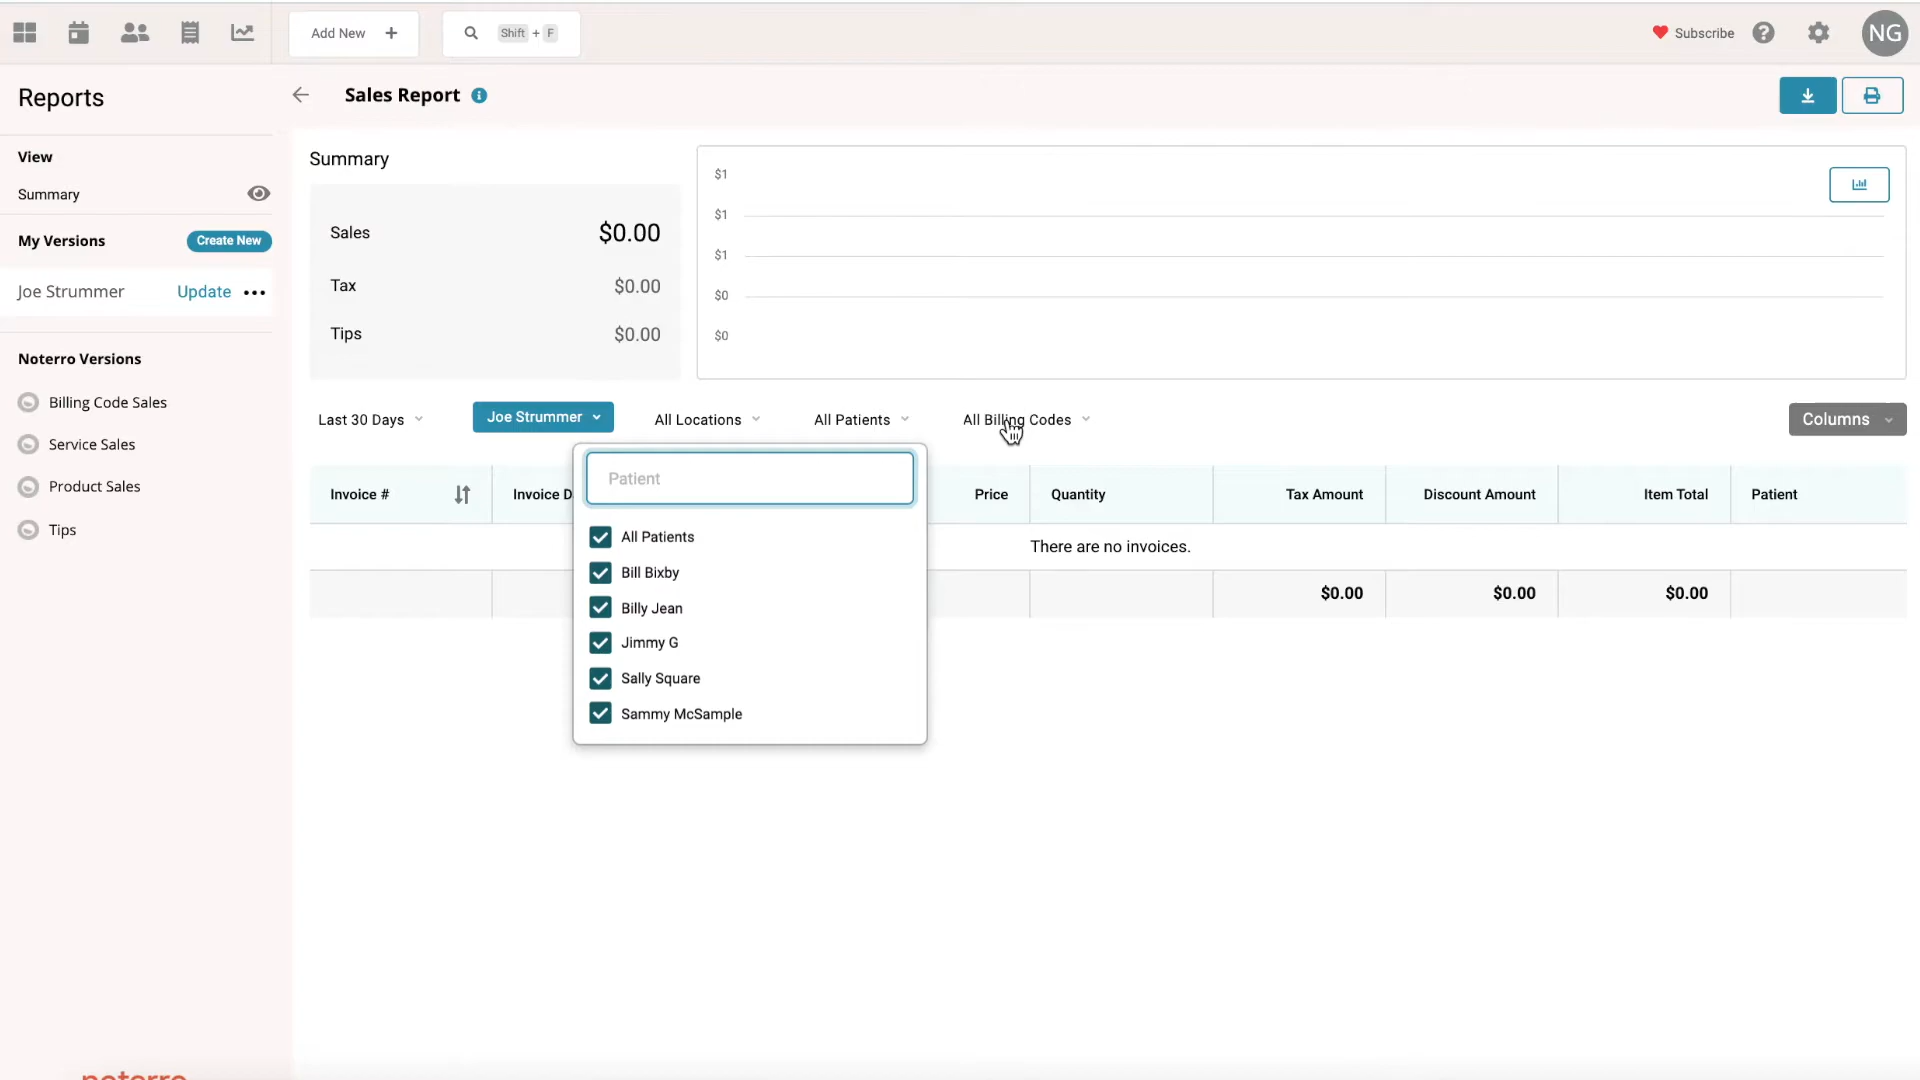 Add New +
Shift + F
Subscribe
NG
Reports
Sales Report
View
Summary
My Versions
Create New
Joe Strummer
Update
Noterro Versions
Billing Code Sales
Service Sales
Product Sales
Tips
Summary
Sales $0.00
Tax $0.00
Tips $0.00
$1
$1
$1
$0
$0
Last 30 Days
Joe Strummer
All Locations
All Patients
All Billing Codes
Columns
Invoice #
Invoice D
Price
Quantity
Tax Amount
Discount Amount
Item Total
Patient
There are no invoices.
$0.00
$0.00
$0.00
Patient
All Patients
Bill Bixby
Billy Jean
Jimmy G
Sally Square
Sammy McSample
noterro